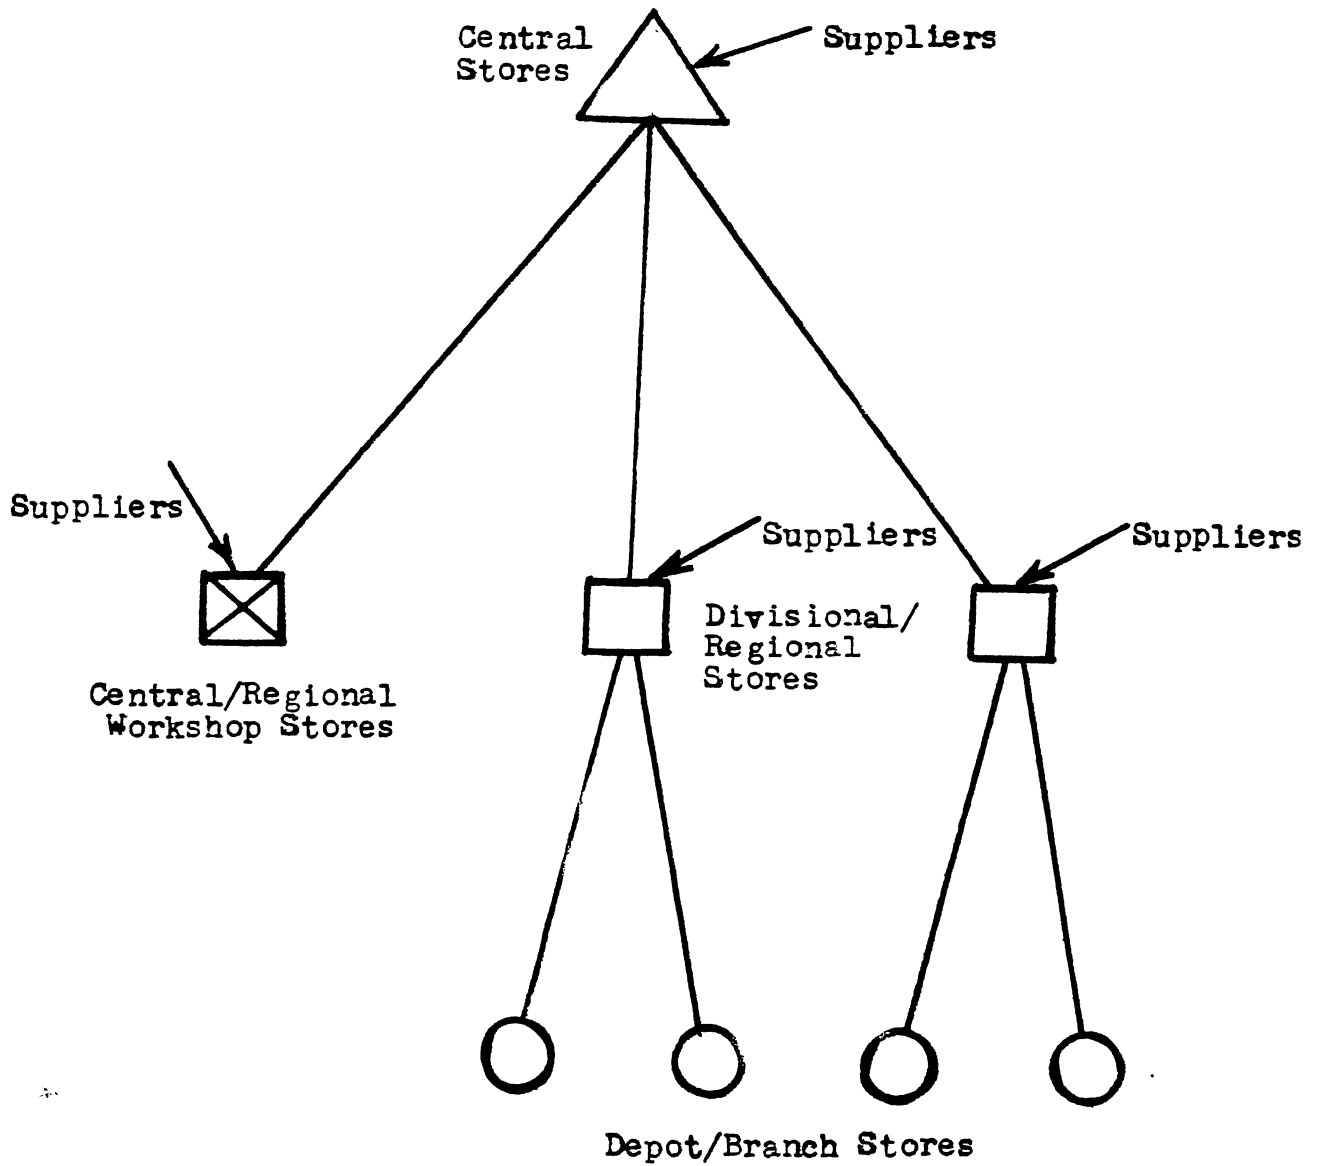 Central
Stores
Suppliers
Suppliers
Suppliers
Suppliers
Divisional/
Regional
Stores
Central/Regional
Workshop Stores
Depot/Branch Stores